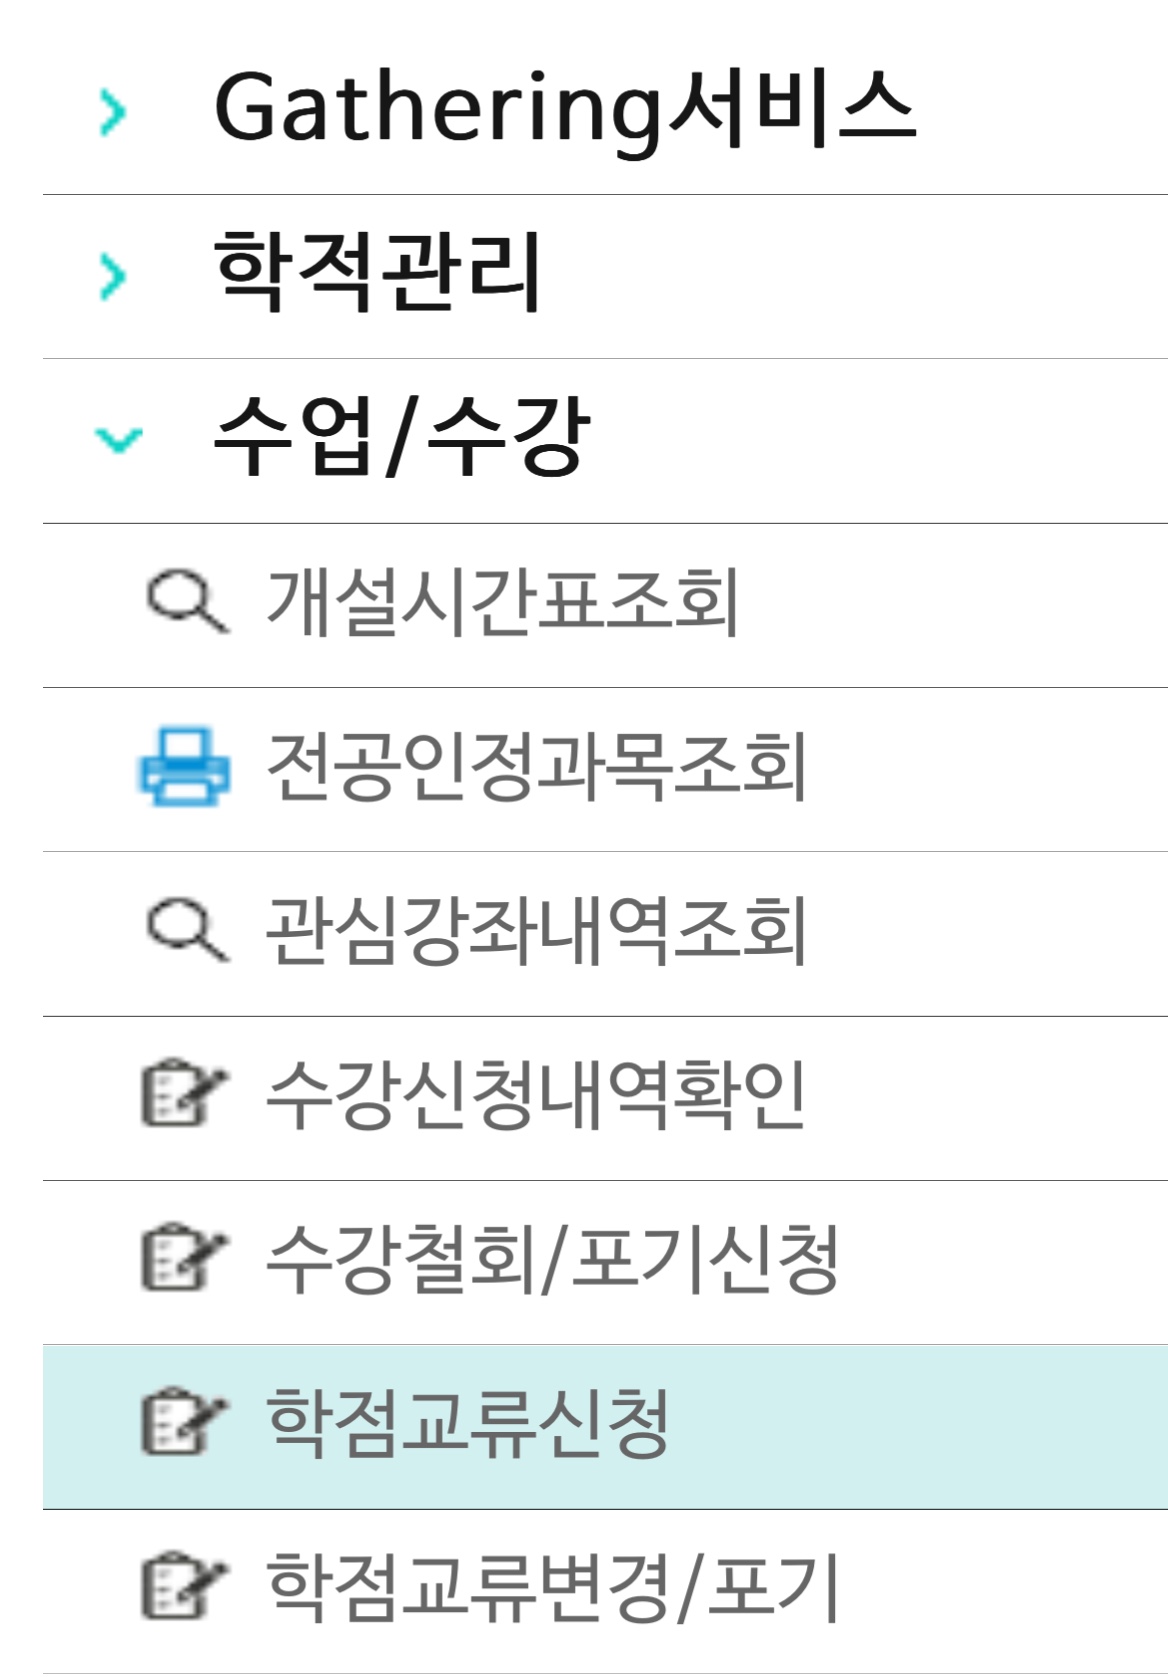 Gathering서비스
학적관리
수업/수강
개설시간표조회
전공인정과목조회
관심강좌내역조회
수강신청내역확인
수강철회/포기신청
학점교류신청
학점교류변경/포기